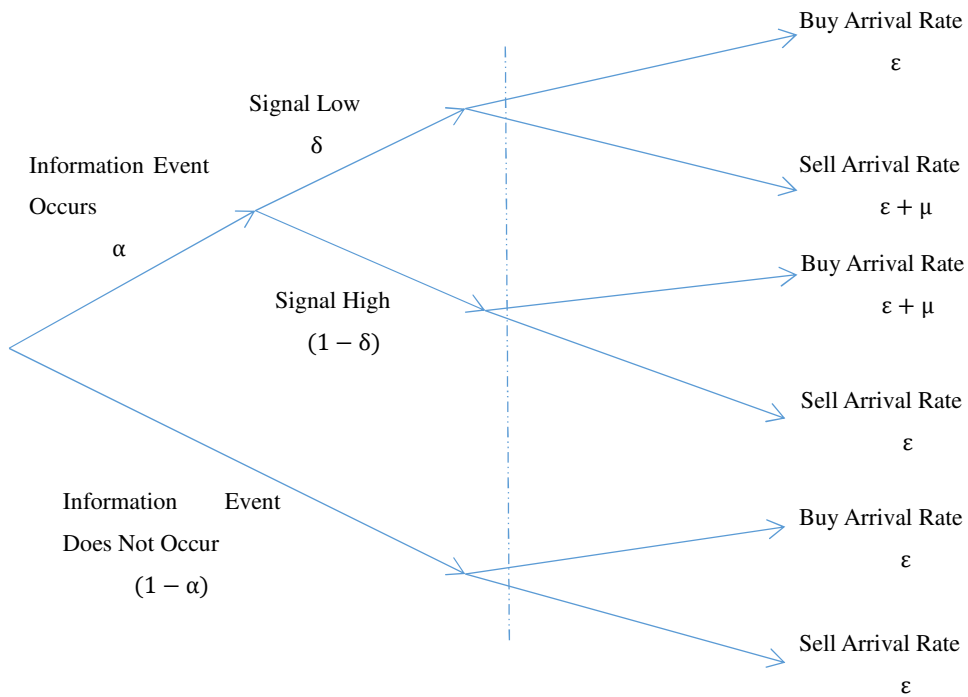 Buy Arrival Rate
ε
Signal Low
δ
Information Event
Occurs
α
Sell Arrival Rate
ε + μ
Buy Arrival Rate
ε + μ
Signal High
(1 − δ)
Sell Arrival Rate
ε
Information Event
Does Not Occur
(1 − α)
Buy Arrival Rate
ε
Sell Arrival Rate
ε